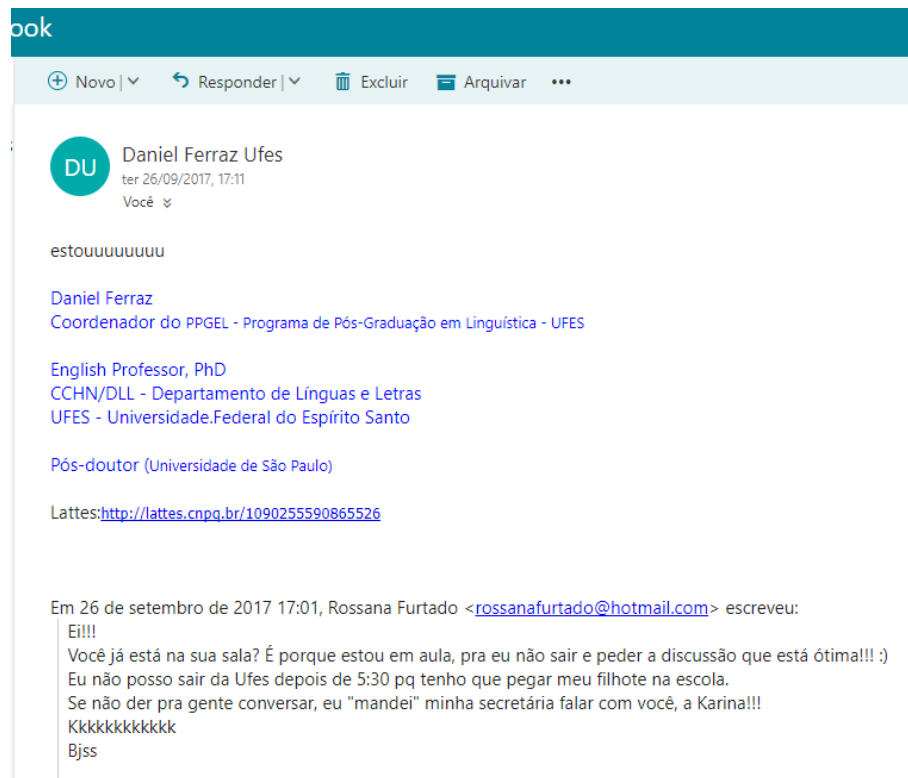 ook
Novo | Responder | Excluir Arquivar ...
DU
Daniel Ferraz Ufes
ter 26/09/2017, 17:11
Você
estouuuuuuuu
Daniel Ferraz
Coordenador do PPGEL - Programa de Pós-Graduação em Linguística - UFES
English Professor, PhD
CCHN/DLL - Departamento de Línguas e Letras
UFES - Universidade.Federal do Espírito Santo
Pós-doutor (Universidade de São Paulo)
Lattes:http://lattes.cnpq.br/1090255590865526
Em 26 de setembro de 2017 17:01, Rossana Furtado <rossanafurtado@hotmail.com> escreveu:
Ei!!!
Você já está na sua sala? É porque estou em aula, pra eu não sair e peder a discussão que está ótima!!! :)
Eu não posso sair da Ufes depois de 5:30 pq tenho que pegar meu filhote na escola.
Se não der pra gente conversar, eu "mandei" minha secretária falar com você, a Karina!!!
Kkkkkkkkkkkk
Bjss